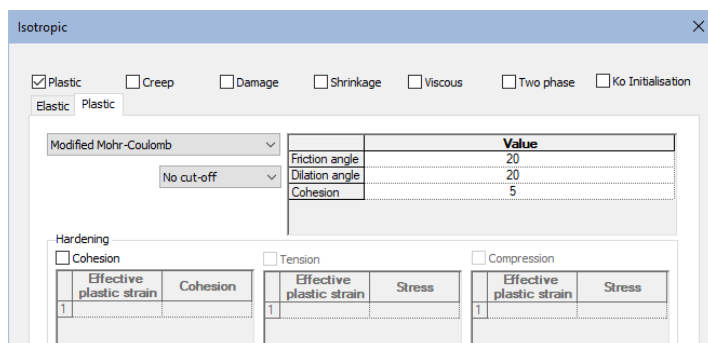 Isotropic
Plastic Creep Damage Shrinkage Viscous Two phase Ko Initialisation
Elastic Plastic
Modified Mohr-Coulomb
No cut-off
Value
Friction angle 20
Dilation angle 20
Cohesion 5
Hardening
Cohesion Tension Compression
Effective plastic strain Cohesion Effective plastic strain Stress Effective plastic strain Stress
1 1 1